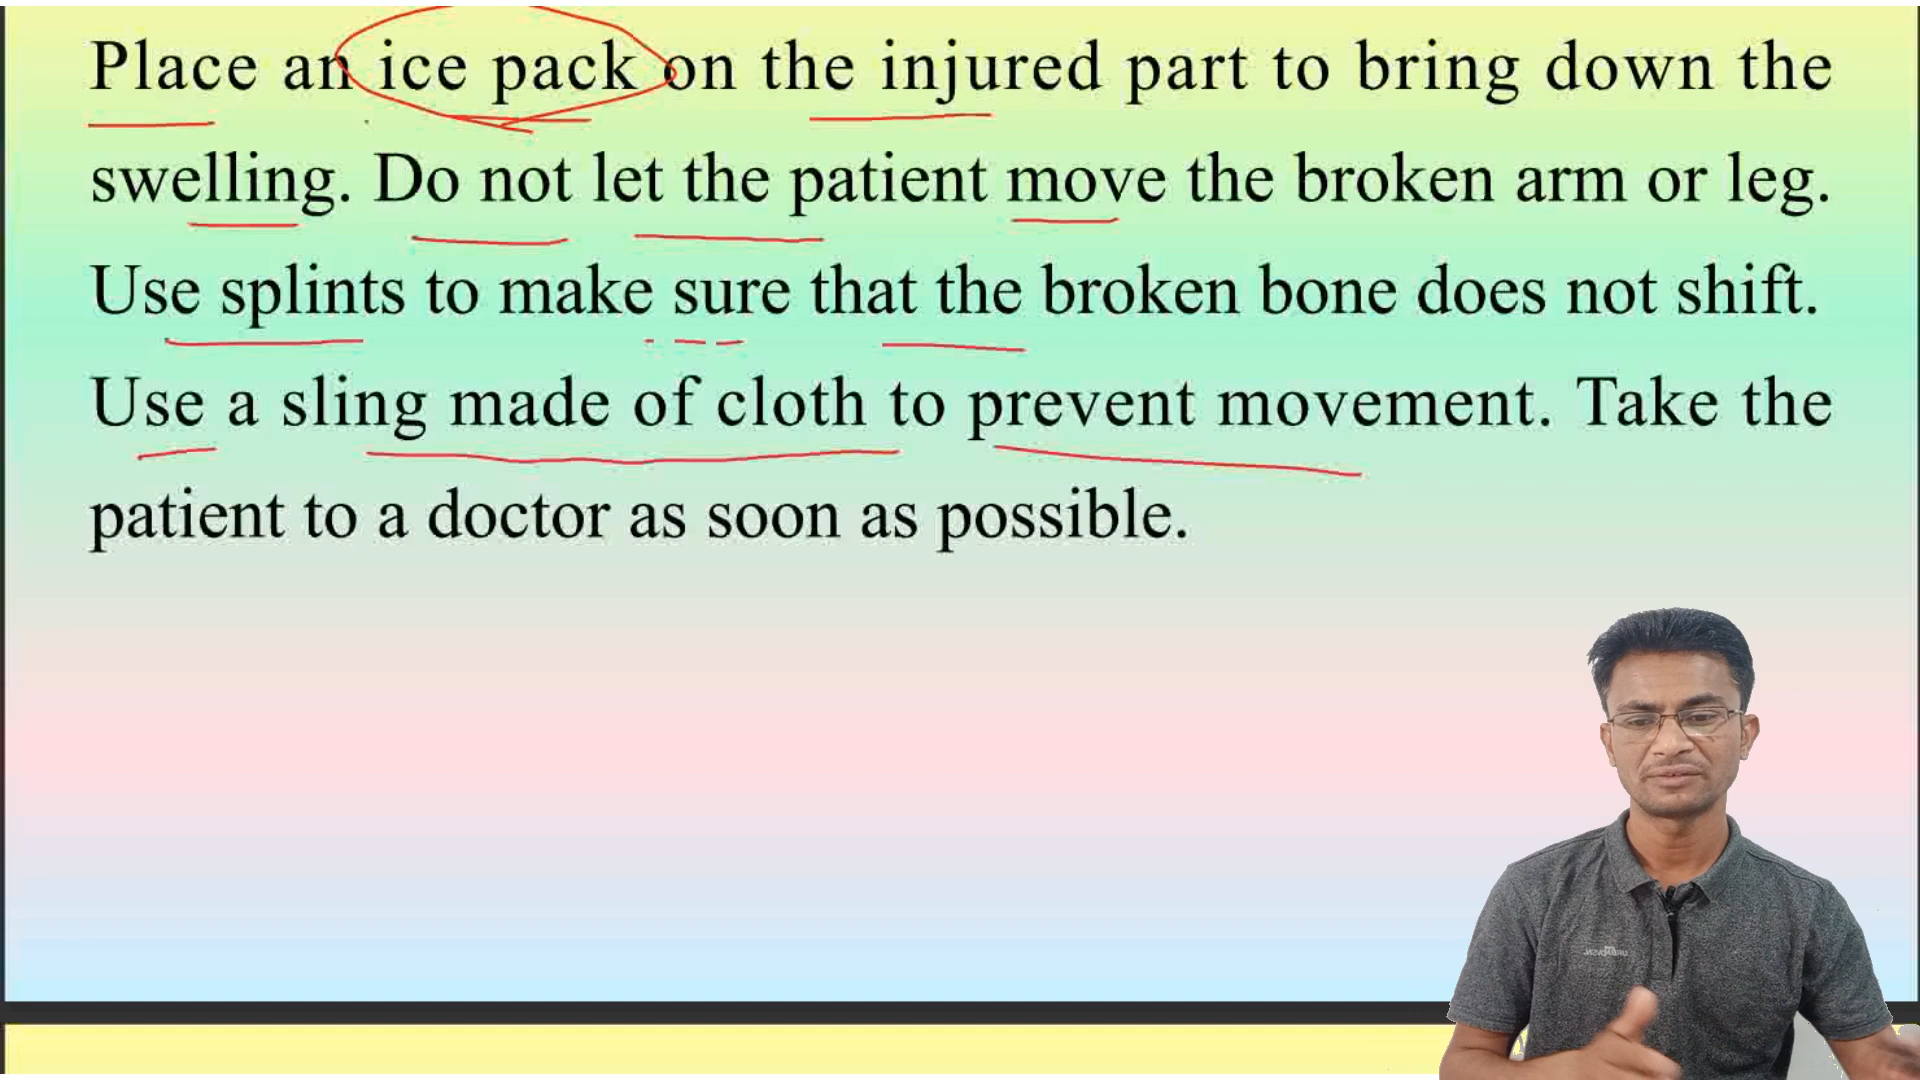 Place an ice pack on the injured part to bring down the
swelling. Do not let the patient move the broken arm or leg.
Use splints to make sure that the broken bone does not shift.
Use a sling made of cloth to prevent movement. Take the
patient to a doctor as soon as possible.